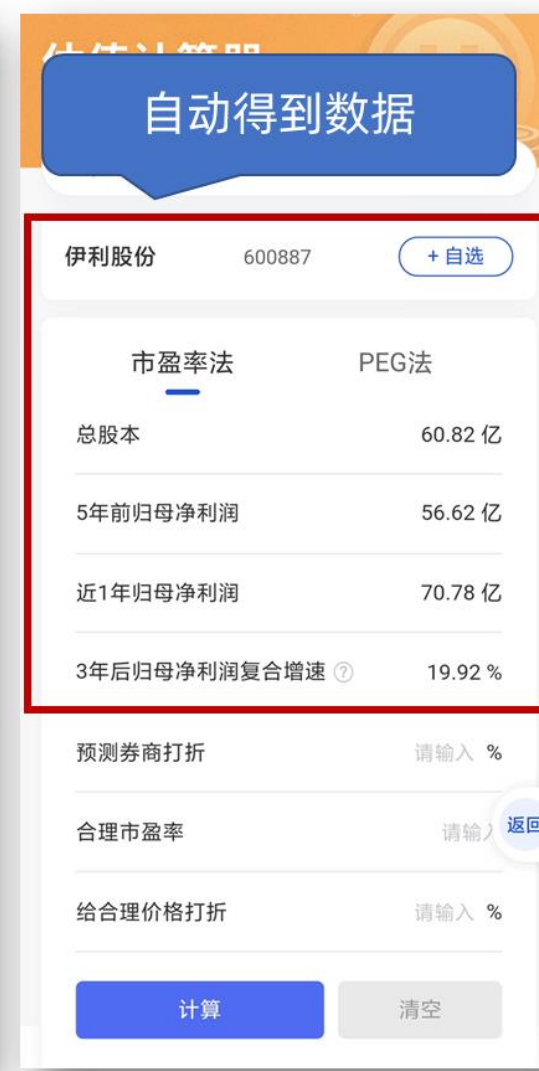 自动得到数据
伊利股份 600887 + 自选
市盈率法 PEG法
总股本 60.82 亿
5年前归母净利润 56.62 亿
近1年归母净利润 70.78 亿
3年后归母净利润复合增速 ? 19.92 %
预测券商打折 请输入 %
合理市盈率 请输
返回
给合理价格打折 请输入 %
计算 清空